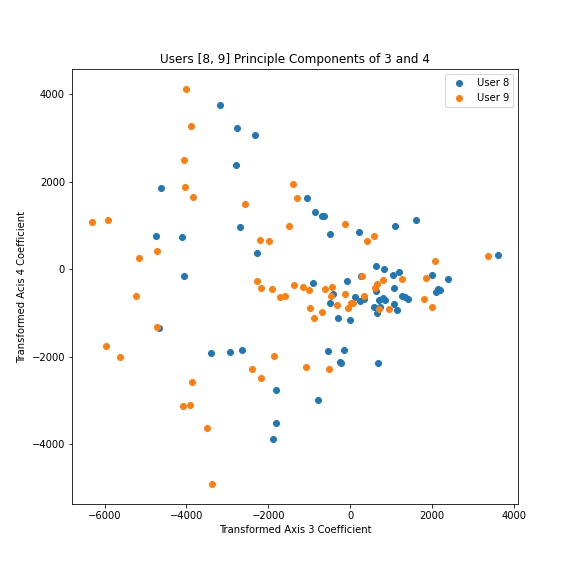 Users [8, 9] Principle Components of 3 and 4
User 8
User 9
4000
2000
0
−2000
−4000
Transformed Acis 4 Coefficient
−6000 −4000 −2000 0 2000 4000
Transformed Axis 3 Coefficient